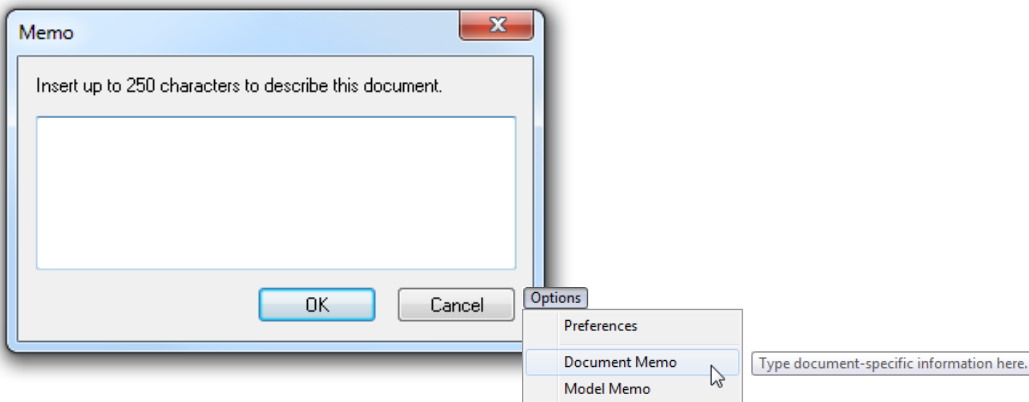 Memo
Insert up to 250 characters to describe this document.
OK
Cancel
Options
Preferences
Document Memo
Type document-specific information here.
Model Memo